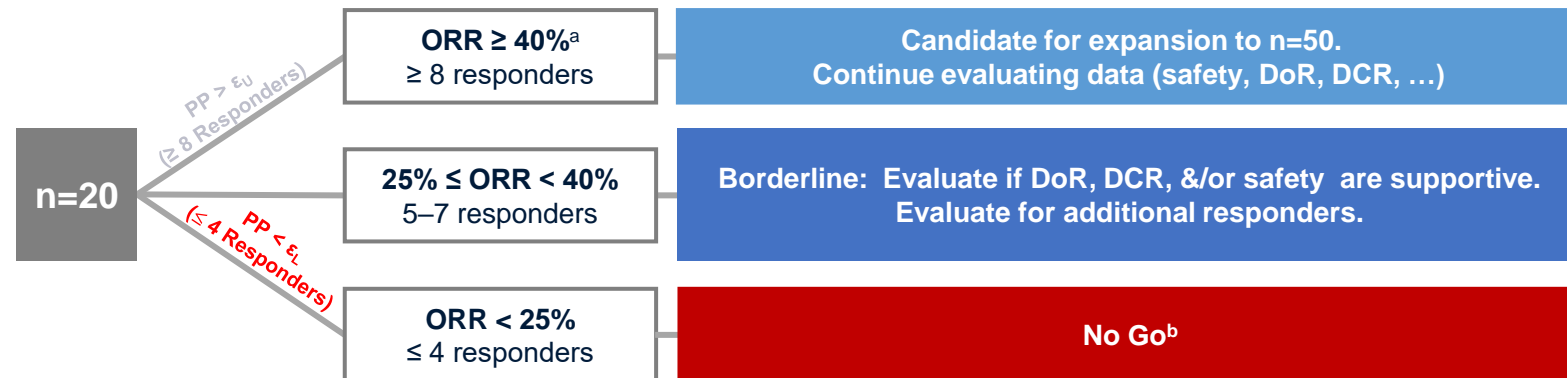 n=20
PP > εU
(≥ 8 Responders)
PP < εL
(≤ 4 Responders)
ORR ≥ 40%a
≥ 8 responders
Candidate for expansion to n=50.
Continue evaluating data (safety, DoR, DCR, …)
25% ≤ ORR < 40%
5–7 responders
Borderline:  Evaluate if DoR, DCR, &/or safety  are supportive.
Evaluate for additional responders.
ORR < 25%
≤ 4 responders
No Gob